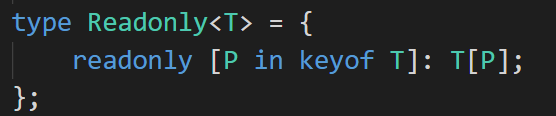 type Readonly<T> = {
    readonly [P in keyof T]: T[P];
};